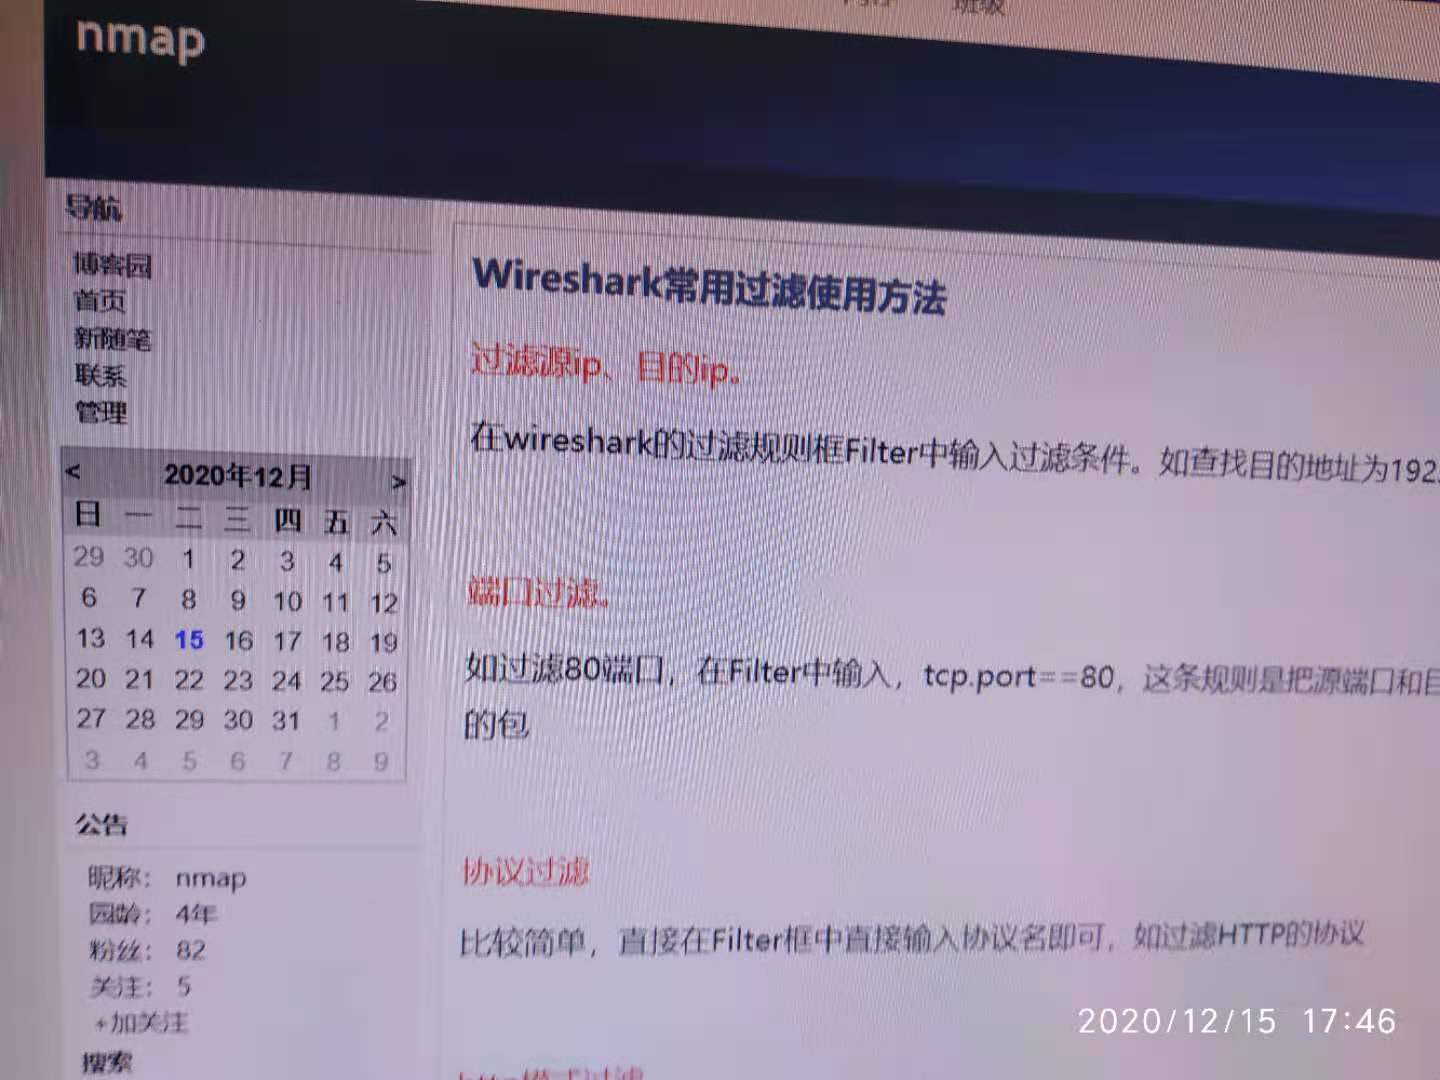 班级
nmap
导航
博客园
首页
新随笔
联系
管理
< 2020年12月 >
日 一 二 三 四 五 六
29 30 1 2 3 4 5
6 7 8 9 10 11 12
13 14 15 16 17 18 19
20 21 22 23 24 25 26
27 28 29 30 31 1 2
3 4 5 6 7 8 9
公告
昵称： nmap
园龄： 4年
粉丝： 82
关注： 5
+加关注
搜索
Wireshark常用过滤使用方法
过滤源ip、目的ip。
在wireshark的过滤规则框Filter中输入过滤条件。如查找目的地址为192.
端口过滤。
如过滤80端口，在Filter中输入，tcp.port==80，这条规则是把源端口和目
的包
协议过滤
比较简单，直接在Filter框中直接输入协议名即可，如过滤HTTP的协议
http模式过滤
2020/12/15 17:46